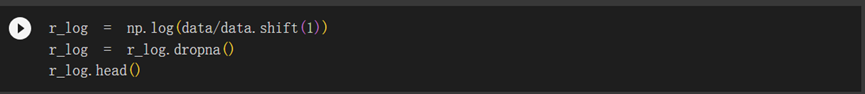 r_log = np.log(data/data.shift(1))
r_log = r_log.dropna()
r_log.head()